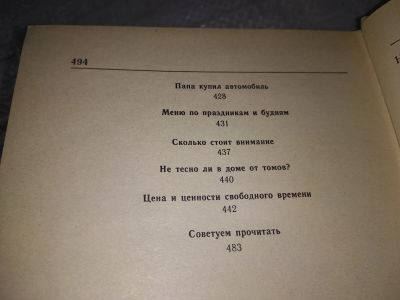 494
Папа купил автомобиль
428
Меню по праздникам и будням
431
Сколько стоит внимание
437
Не тесно ли в доме от томов?
440
Цена и ценности свободного времени
442
Советуем прочитать
483